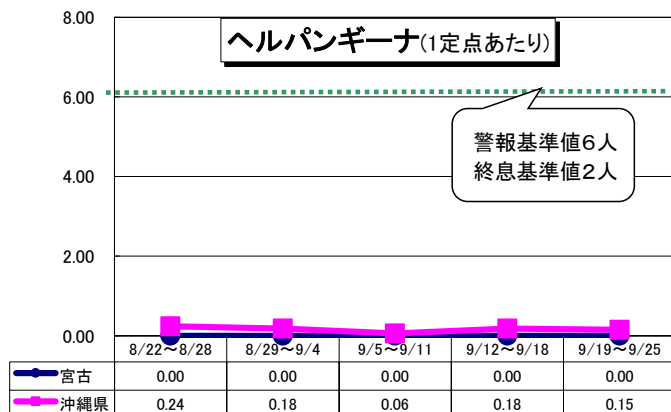 8.00
ヘルパンギーナ(1定点あたり)
6.00
警報基準値6人
終息基準値2人
4.00
2.00
0.00
8/22～8/28 8/29～9/4 9/5～9/11 9/12～9/18 9/19～9/25
宮古 0.00 0.00 0.00 0.00 0.00
沖縄県 0.24 0.18 0.06 0.18 0.15